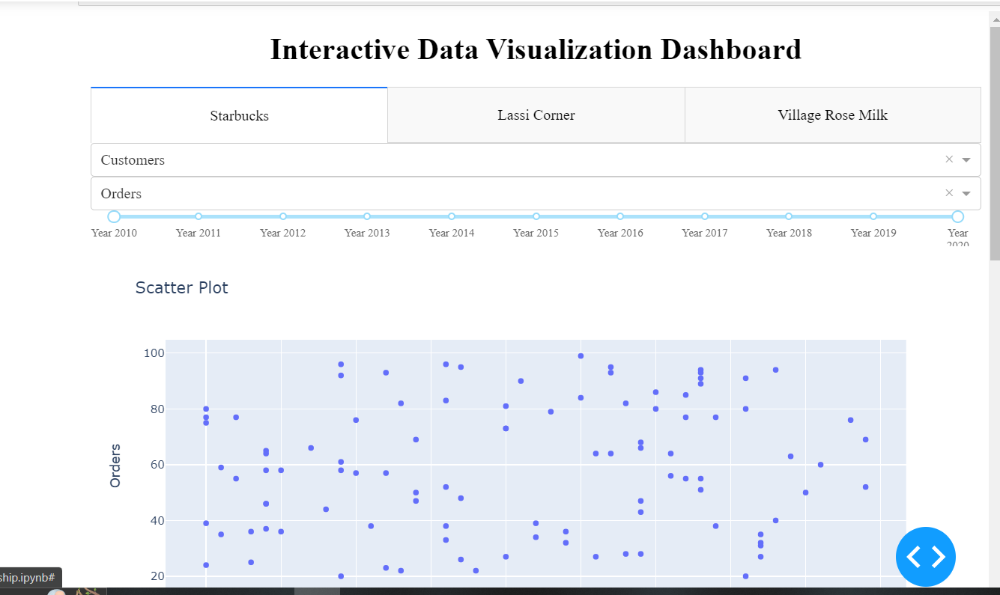 Interactive Data Visualization Dashboard
Starbucks Lassi Corner Village Rose Milk
Customers
Orders
Year 2010 Year 2011 Year 2012 Year 2013 Year 2014 Year 2015 Year 2016 Year 2017 Year 2018 Year 2019 Year 2020
Scatter Plot
100
80
60
40
20
Orders
ship.ipynb#